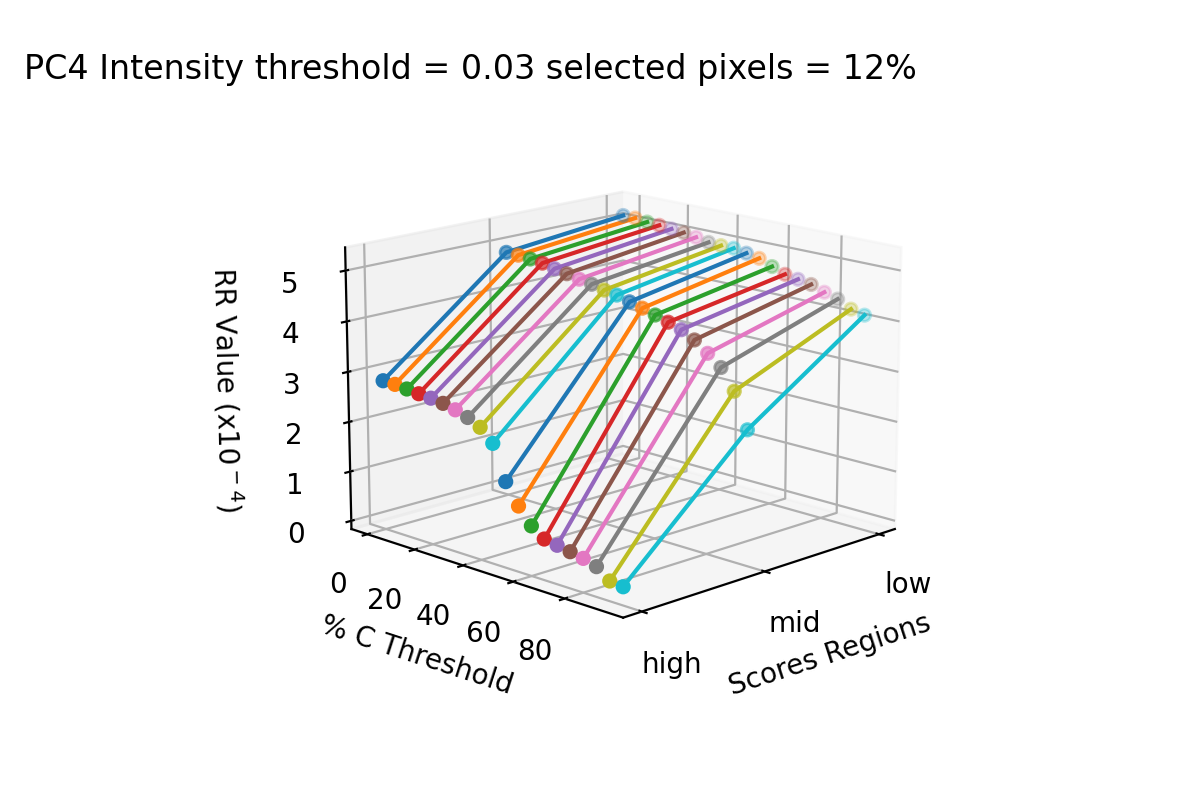 PC4 Intensity threshold = 0.03 selected pixels = 12%
RR Value (x10⁻⁴)
5
4
3
2
1
0
0
20
40
60
80
% C Threshold
high
mid
low
Scores Regions